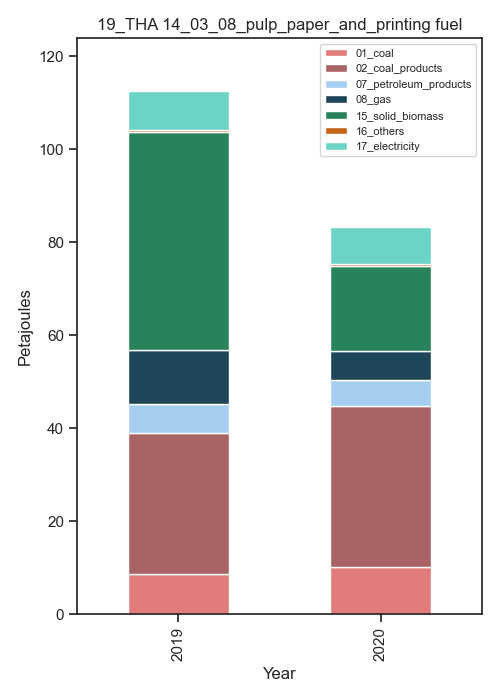 19_THA 14_03_08_pulp_paper_and_printing fuel
120
100
80
60
40
20
0
Petajoules
01_coal
02_coal_products
07_petroleum_products
08_gas
15_solid_biomass
16_others
17_electricity
2019
2020
Year